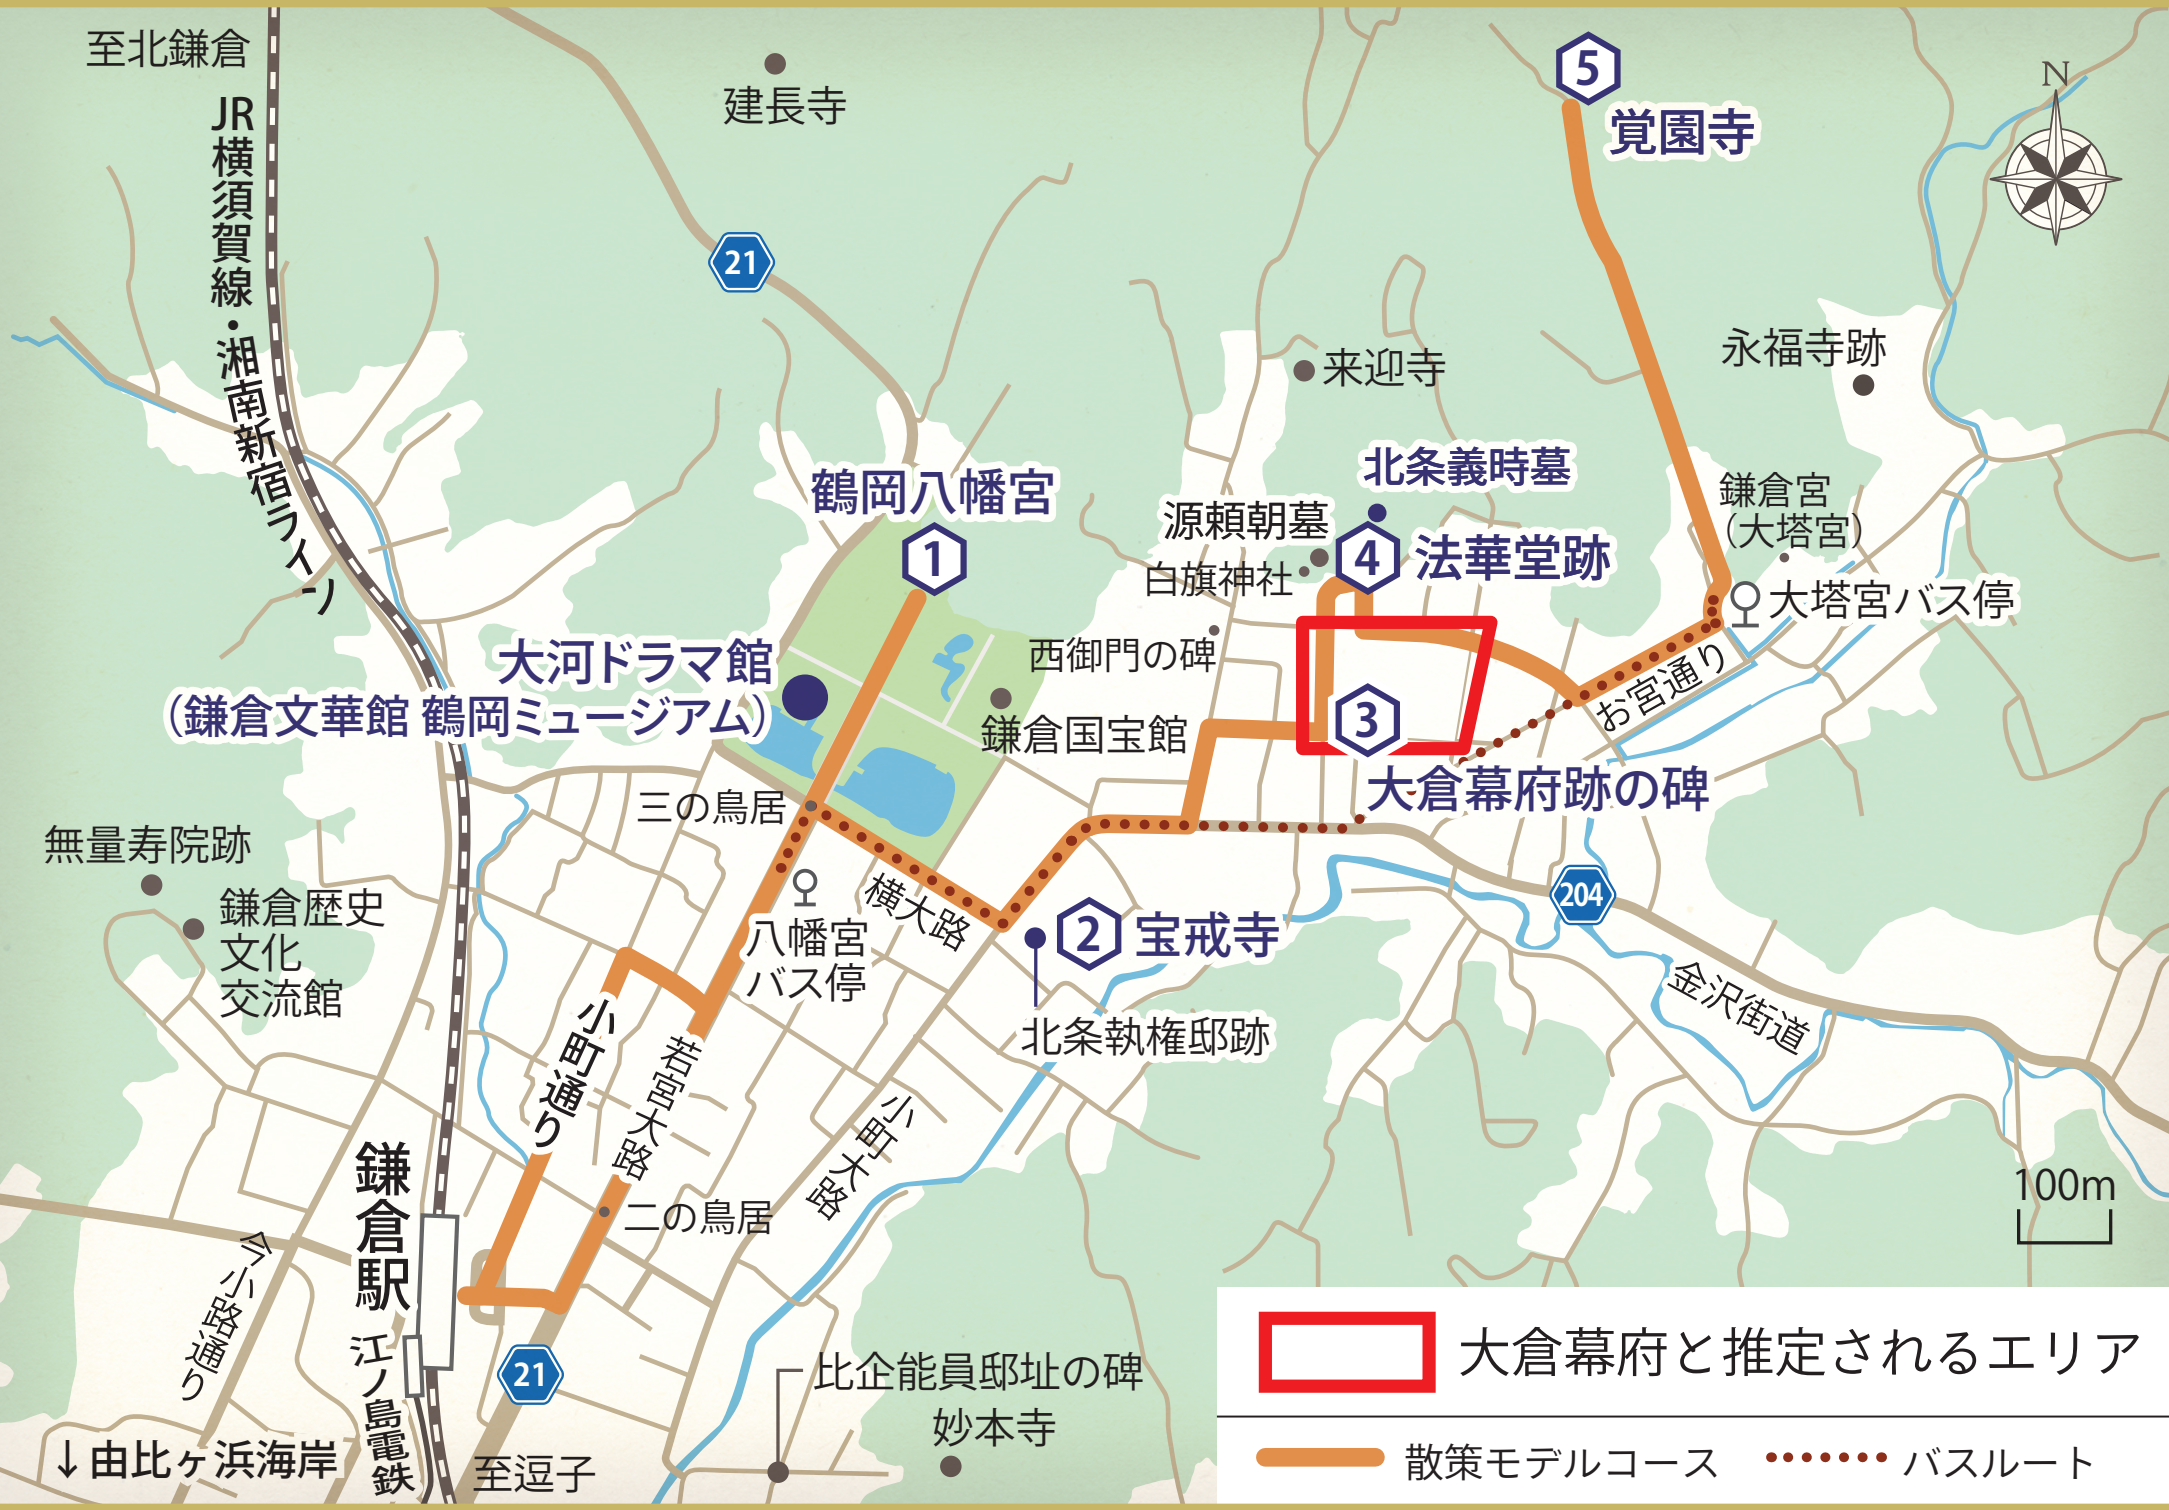 至北鎌倉
JR横須賀線・湘南新宿ライン
建長寺
21
5
覚園寺
N
来迎寺
永福寺跡
北条義時墓
鶴岡八幡宮
1
源頼朝墓
4
法華堂跡
白旗神社
鎌倉宮
（大塔宮）
大塔宮バス停
大河ドラマ館
（鎌倉文華館 鶴岡ミュージアム）
西御門の碑
鎌倉国宝館
お宮通り
3
大倉幕府跡の碑
三の鳥居
無量寿院跡
鎌倉歴史
文化
交流館
八幡宮
バス停
横大路
2
宝戒寺
北条執権邸跡
204
金沢街道
小町通り
若宮大路
小町大路
二の鳥居
鎌倉駅
江ノ島電鉄
今小路通り
21
↓由比ヶ浜海岸
至逗子
比企能員邸址の碑
妙本寺
100m
大倉幕府と推定されるエリア
散策モデルコース
バスルート